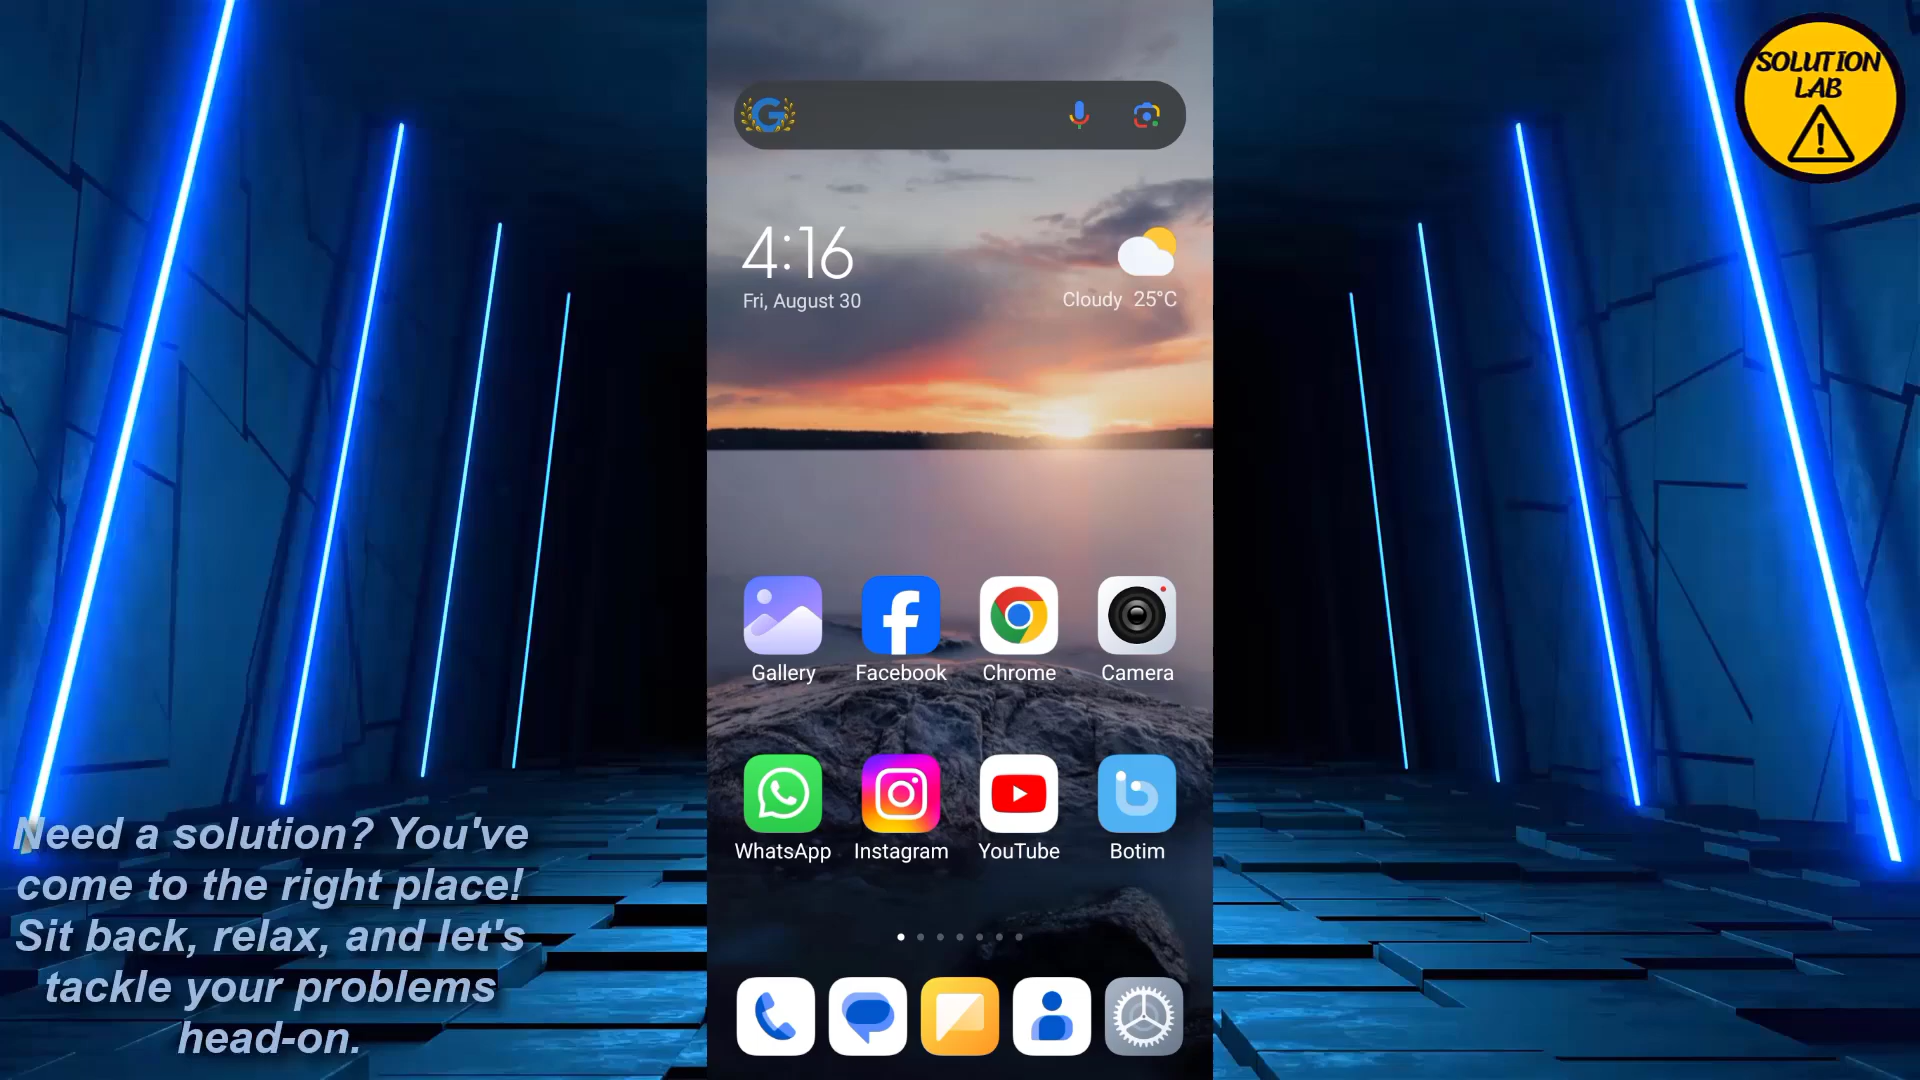 SOLUTION
LAB
4:16
Fri, August 30
Cloudy 25°C
Gallery Facebook Chrome Camera
WhatsApp Instagram YouTube Botim
Need a solution? You've
come to the right place!
Sit back, relax, and let's
tackle your problems
head-on.